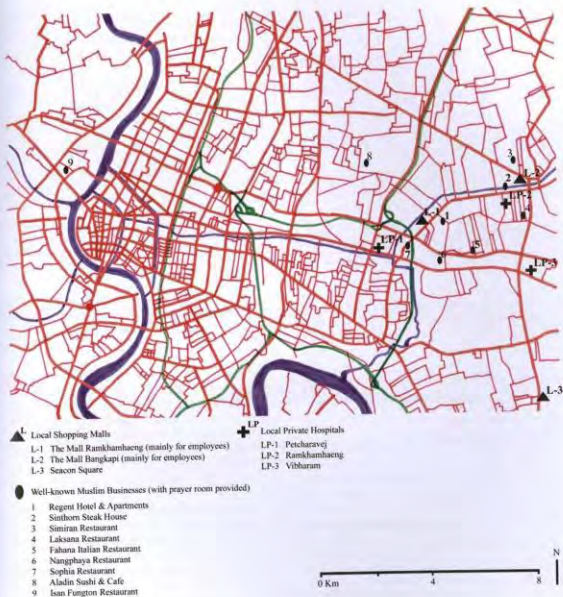 9
8
3
L-2
2
LP-2
L-1
1
LP-1
7
5
LP-3
L-3
L
Local Shopping Malls
L-1 The Mall Ramkhamhaeng (mainly for employees)
L-2 The Mall Bangkapi (mainly for employees)
L-3 Seacon Square
LP
Local Private Hospitals
LP-1 Petcharavej
LP-2 Ramkhamhaeng
LP-3 Vibharam
Well-known Muslim Businesses (with prayer room provided)
1 Regent Hotel & Apartments
2 Sinthorn Steak House
3 Simiran Restaurant
4 Laksana Restaurant
5 Fahana Italian Restaurant
6 Nangphaya Restaurant
7 Sophia Restaurant
8 Aladin Sushi & Cafe
9 Isan Fungton Restaurant
0 Km 4 8
N